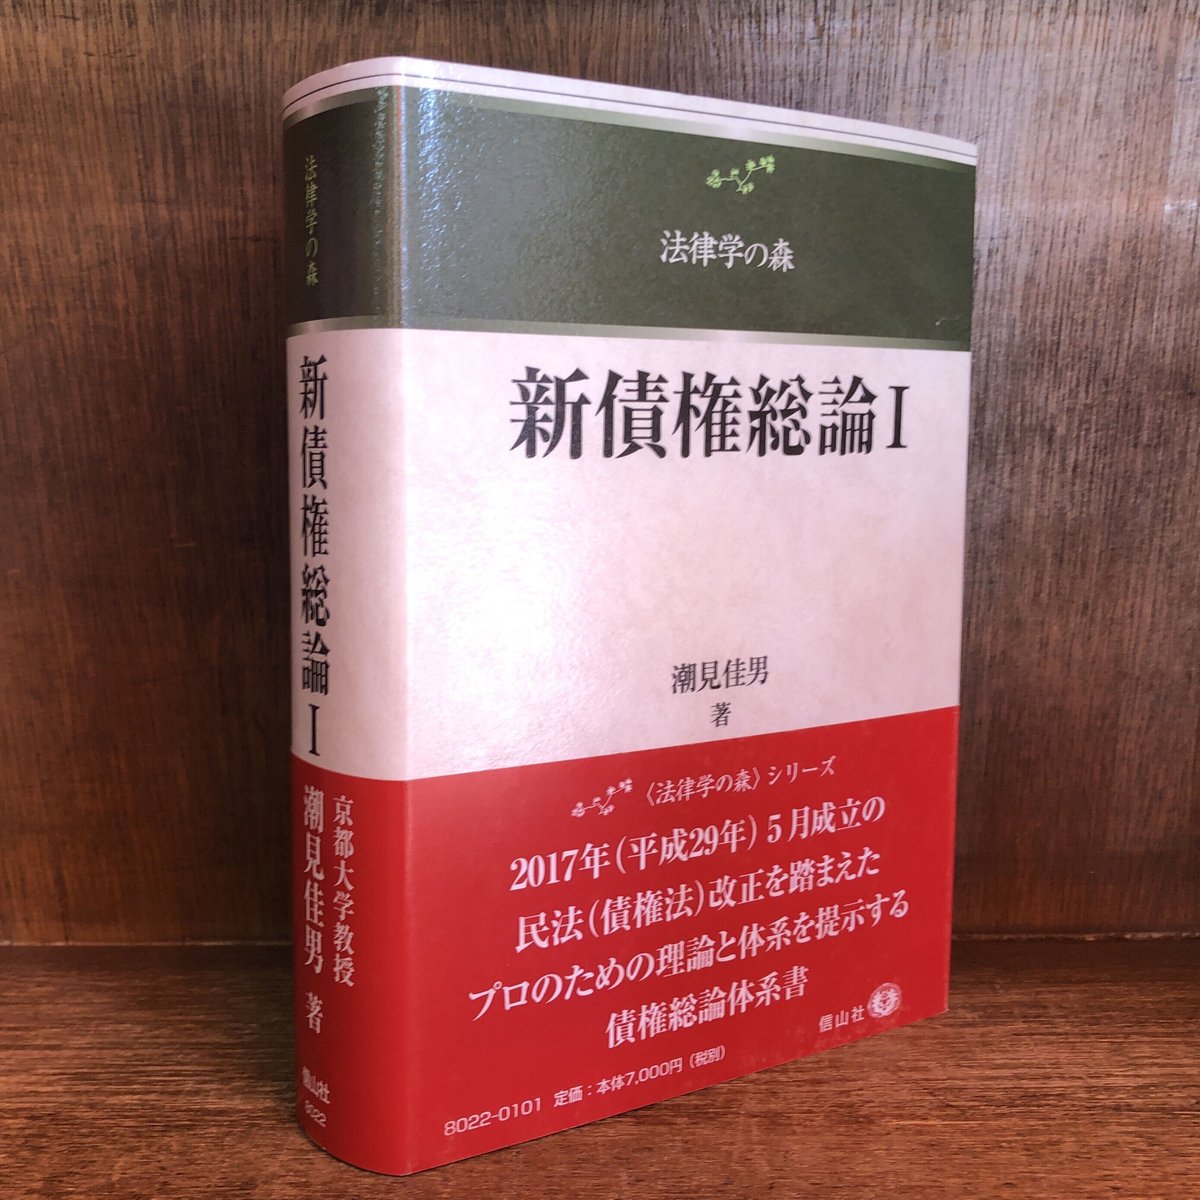 法律学の森
新債権総論 I
潮見佳男
著
〈法律学の森〉シリーズ
2017年(平成29年)5月成立の
民法(債権法)改正を踏まえた
プロのための理論と体系を提示する
債権総論体系書
信山社
8022-0101 定価:本体7,000円(税別)
法律学の森
新債権総論 I
京都大学教授
潮見佳男 著
信山社
8022